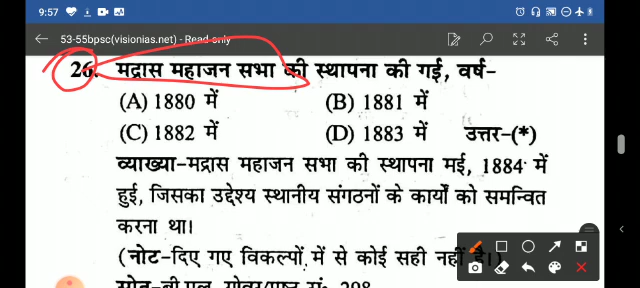 9:57
53-55bpsc(visionias.net) - Read-only
26. मद्रास महाजन सभा की स्थापना की गई, वर्ष–
(A) 1880 में (B) 1881 में
(C) 1882 में (D) 1883 में उत्तर–(*)
व्याख्या–मद्रास महाजन सभा की स्थापना मई, 1884 में
हुई, जिसका उद्देश्य स्थानीय संगठनों के कार्यों को समन्वित
करना था।
(नोट–दिए गए विकल्पों में से कोई सही नहीं है।)